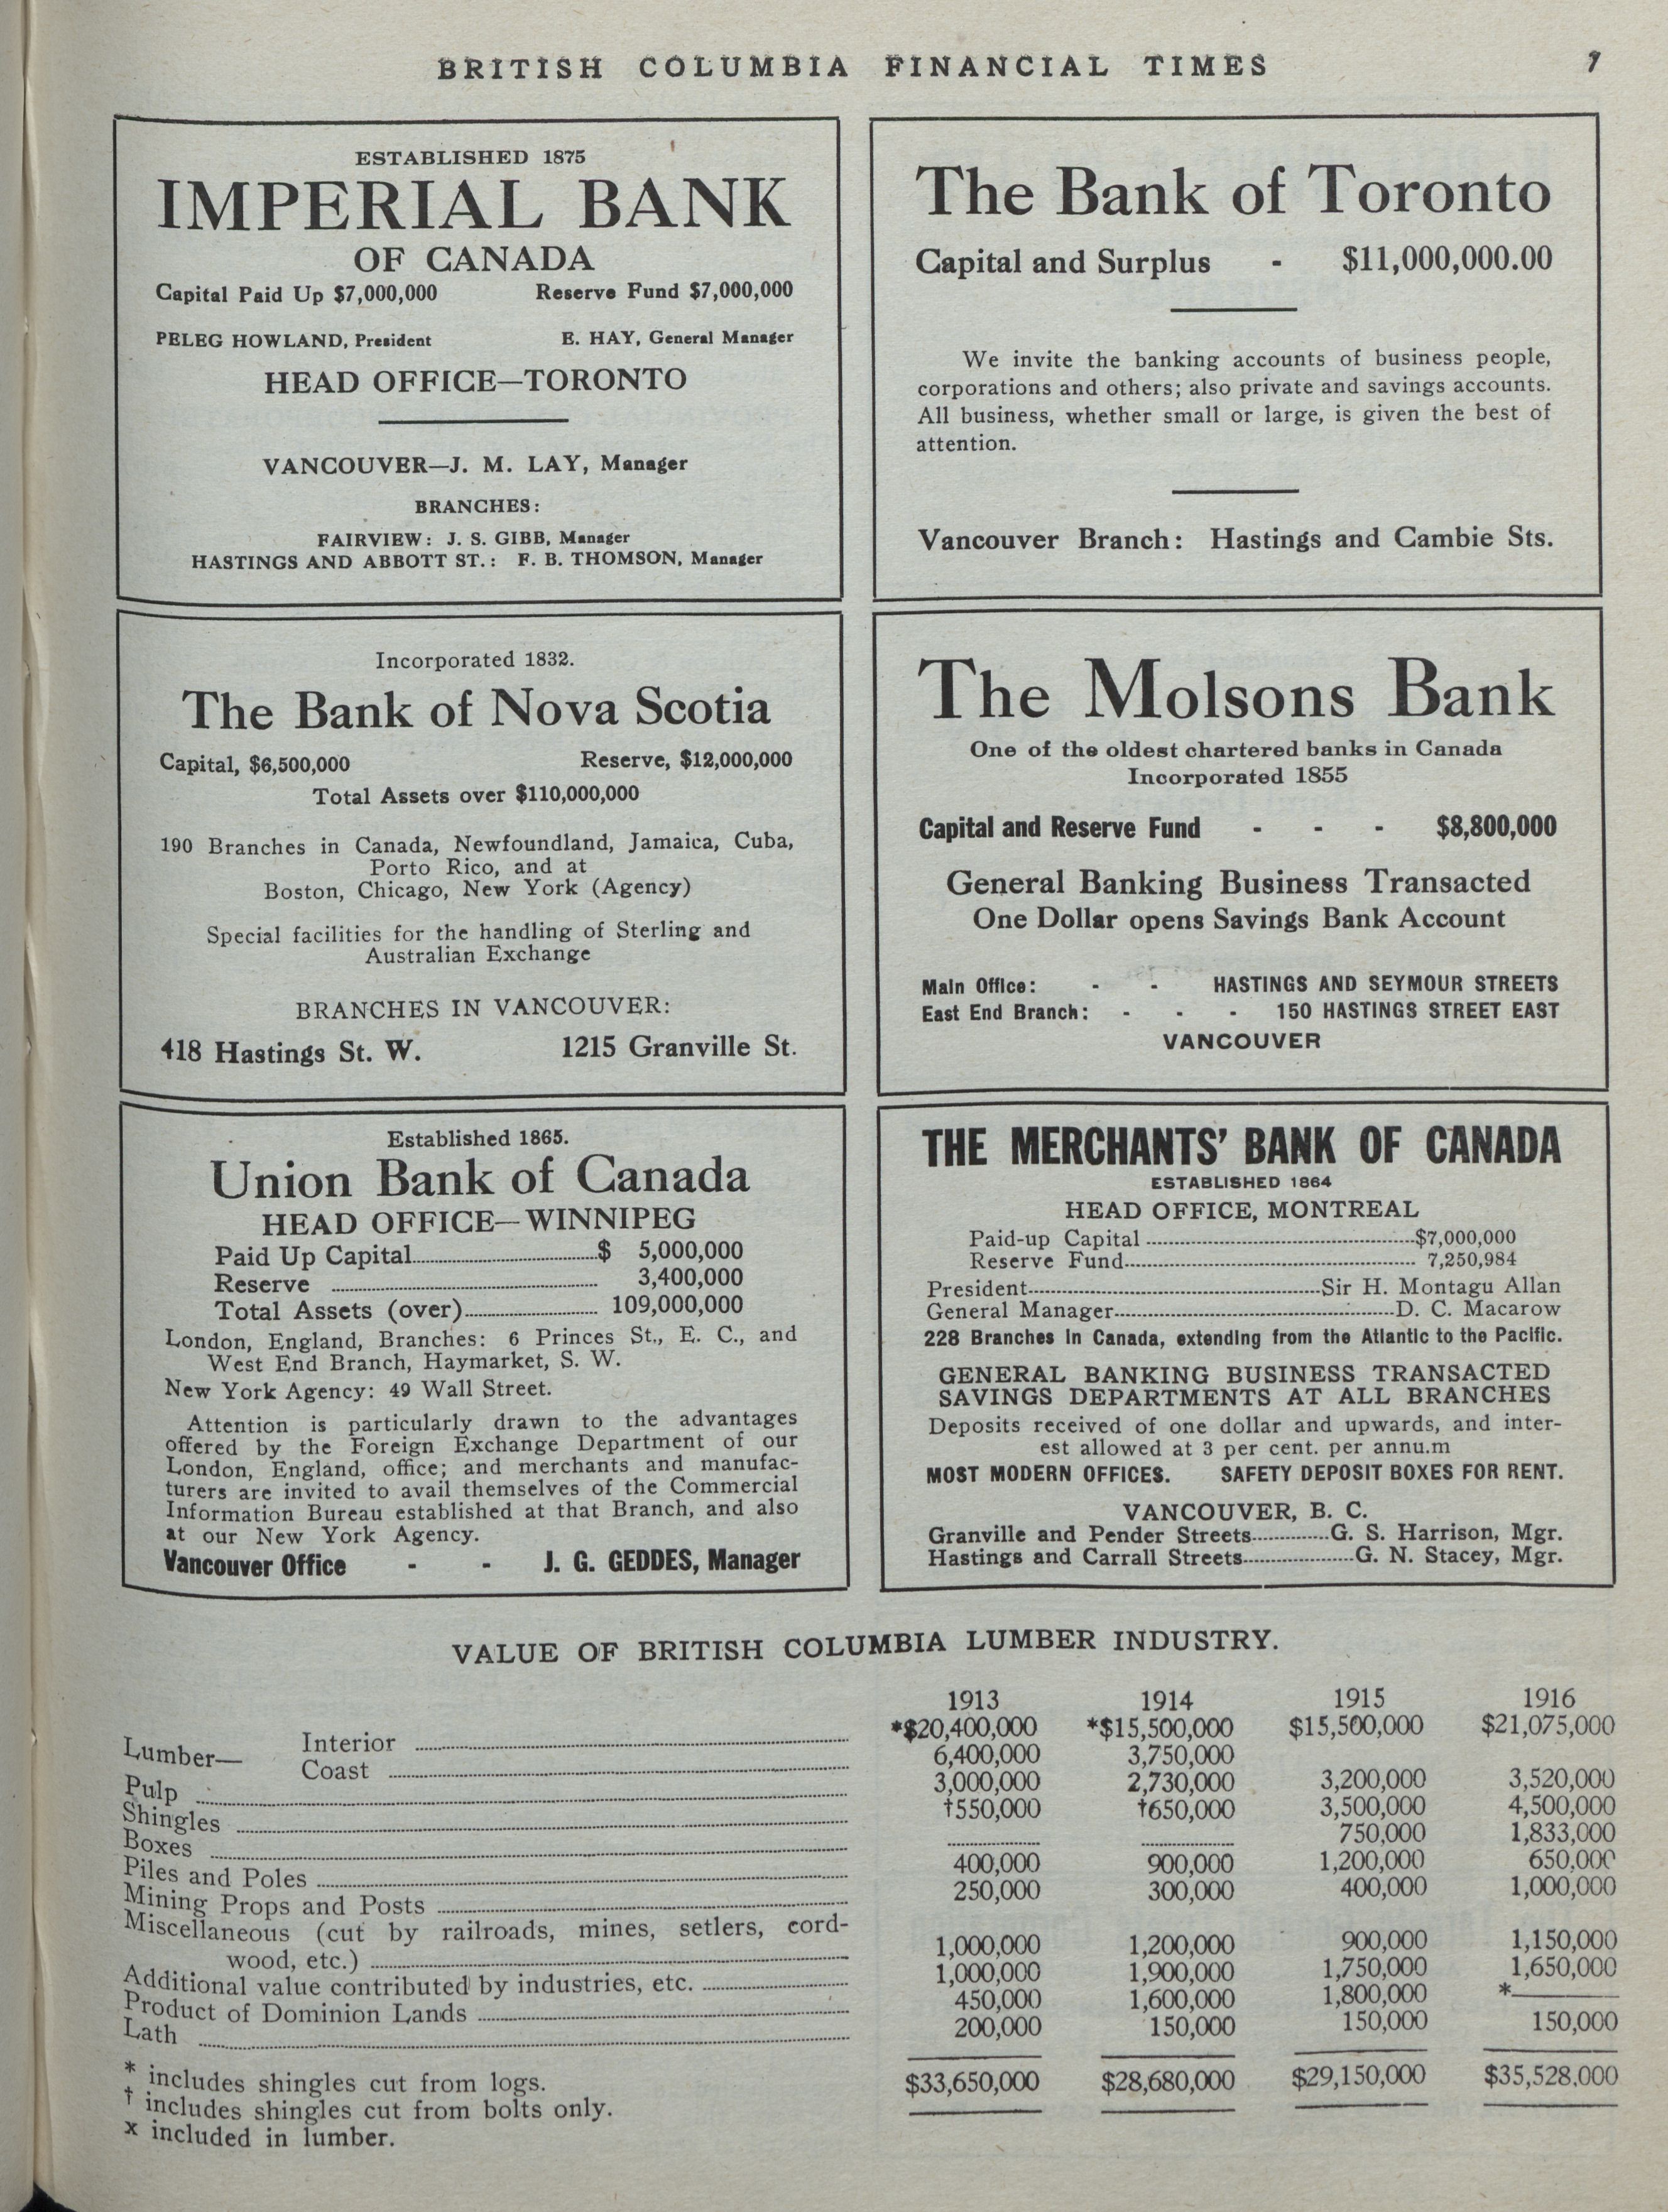 BRITISH COLUMBIA FINANCIAL TIMES 7
ESTABLISHED 1875
IMPERIAL BANK
OF CANADA
Capital Paid Up $7,000,000 Reserve Fund $7,000,000
PELEG HOWLAND, President E. HAY, General Manager
HEAD OFFICE—TORONTO
VANCOUVER—J. M. LAY, Manager
BRANCHES:
FAIRVIEW: J. S. GIBB, Manager
HASTINGS AND ABBOTT ST.: F. B. THOMSON, Manager
The Bank of Toronto
Capital and Surplus - $11,000,000.00
We invite the banking accounts of business people,
corporations and others; also private and savings accounts.
All business, whether small or large, is given the best of
attention.
Vancouver Branch: Hastings and Cambie Sts.
Incorporated 1832.
The Bank of Nova Scotia
Capital, $6,500,000 Reserve, $12,000,000
Total Assets over $110,000,000
190 Branches in Canada, Newfoundland, Jamaica, Cuba,
Porto Rico, and at
Boston, Chicago, New York (Agency)
Special facilities for the handling of Sterling and
Australian Exchange
BRANCHES IN VANCOUVER:
418 Hastings St. W. 1215 Granville St.
The Molsons Bank
One of the oldest chartered banks in Canada
Incorporated 1855
Capital and Reserve Fund - - - $8,800,000
General Banking Business Transacted
One Dollar opens Savings Bank Account
Main Office: - - HASTINGS AND SEYMOUR STREETS
East End Branch: - - - 150 HASTINGS STREET EAST
VANCOUVER
Established 1865.
Union Bank of Canada
HEAD OFFICE—WINNIPEG
Paid Up Capital $ 5,000,000
Reserve 3,400,000
Total Assets (over) 109,000,000
London, England, Branches: 6 Princes St., E. C., and
West End Branch, Haymarket, S. W.
New York Agency: 49 Wall Street.
Attention is particularly drawn to the advantages
offered by the Foreign Exchange Department of our
London, England, office; and merchants and manufac-
turers are invited to avail themselves of the Commercial
Information Bureau established at that Branch, and also
at our New York Agency.
Vancouver Office - - J. G. GEDDES, Manager
THE MERCHANTS' BANK OF CANADA
ESTABLISHED 1864
HEAD OFFICE, MONTREAL
Paid-up Capital $7,000,000
Reserve Fund 7,250,984
President Sir H. Montagu Allan
General Manager D. C. Macarow
228 Branches in Canada, extending from the Atlantic to the Pacific.
GENERAL BANKING BUSINESS TRANSACTED
SAVINGS DEPARTMENTS AT ALL BRANCHES
Deposits received of one dollar and upwards, and inter-
est allowed at 3 per cent. per annu.m
MOST MODERN OFFICES. SAFETY DEPOSIT BOXES FOR RENT.
VANCOUVER, B. C.
Granville and Pender Streets G. S. Harrison, Mgr.
Hastings and Carrall Streets G. N. Stacey, Mgr.
VALUE OF BRITISH COLUMBIA LUMBER INDUSTRY.
1913 1914 1915 1916
Lumber— Interior *$20,400,000 *$15,500,000 $15,500,000 $21,075,000
Coast 6,400,000 3,750,000
Pulp 3,000,000 2,730,000 3,200,000 3,520,000
Shingles †550,000 †650,000 3,500,000 4,500,000
Boxes 750,000 1,833,000
Piles and Poles 400,000 900,000 1,200,000 650,000
Mining Props and Posts 250,000 300,000 400,000 1,000,000
Miscellaneous (cut by railroads, mines, setlers, cord-
wood, etc.) 1,000,000 1,200,000 900,000 1,150,000
Additional value contributed by industries, etc. 1,000,000 1,900,000 1,750,000 1,650,000
Product of Dominion Lands 450,000 1,600,000 1,800,000 *
Lath 200,000 150,000 150,000 150,000
$33,650,000 $28,680,000 $29,150,000 $35,528,000
* includes shingles cut from logs.
† includes shingles cut from bolts only.
x included in lumber.